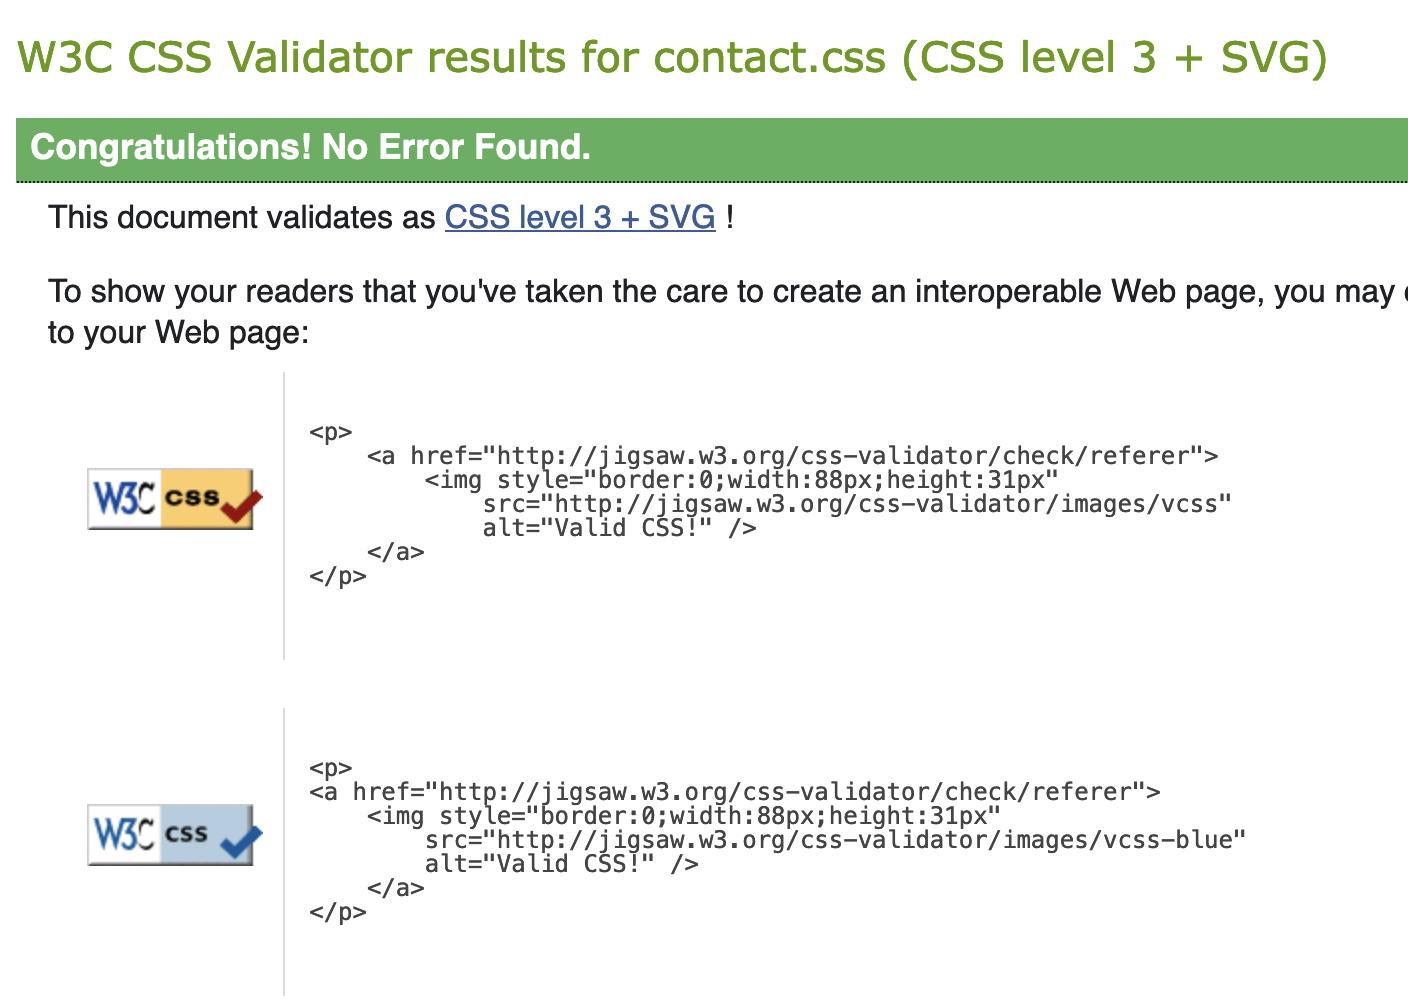 W3C CSS Validator results for contact.css (CSS level 3 + SVG)
Congratulations! No Error Found.
This document validates as CSS level 3 + SVG !
To show your readers that you've taken the care to create an interoperable Web page, you may
to your Web page:
<p>
    <a href="http://jigsaw.w3.org/css-validator/check/referer">
        <img style="border:0;width:88px;height:31px"
            src="http://jigsaw.w3.org/css-validator/images/vcss"
            alt="Valid CSS!" />
    </a>
</p>
W3C css
<p>
<a href="http://jigsaw.w3.org/css-validator/check/referer">
    <img style="border:0;width:88px;height:31px"
        src="http://jigsaw.w3.org/css-validator/images/vcss-blue"
        alt="Valid CSS!" />
    </a>
</p>
W3C css